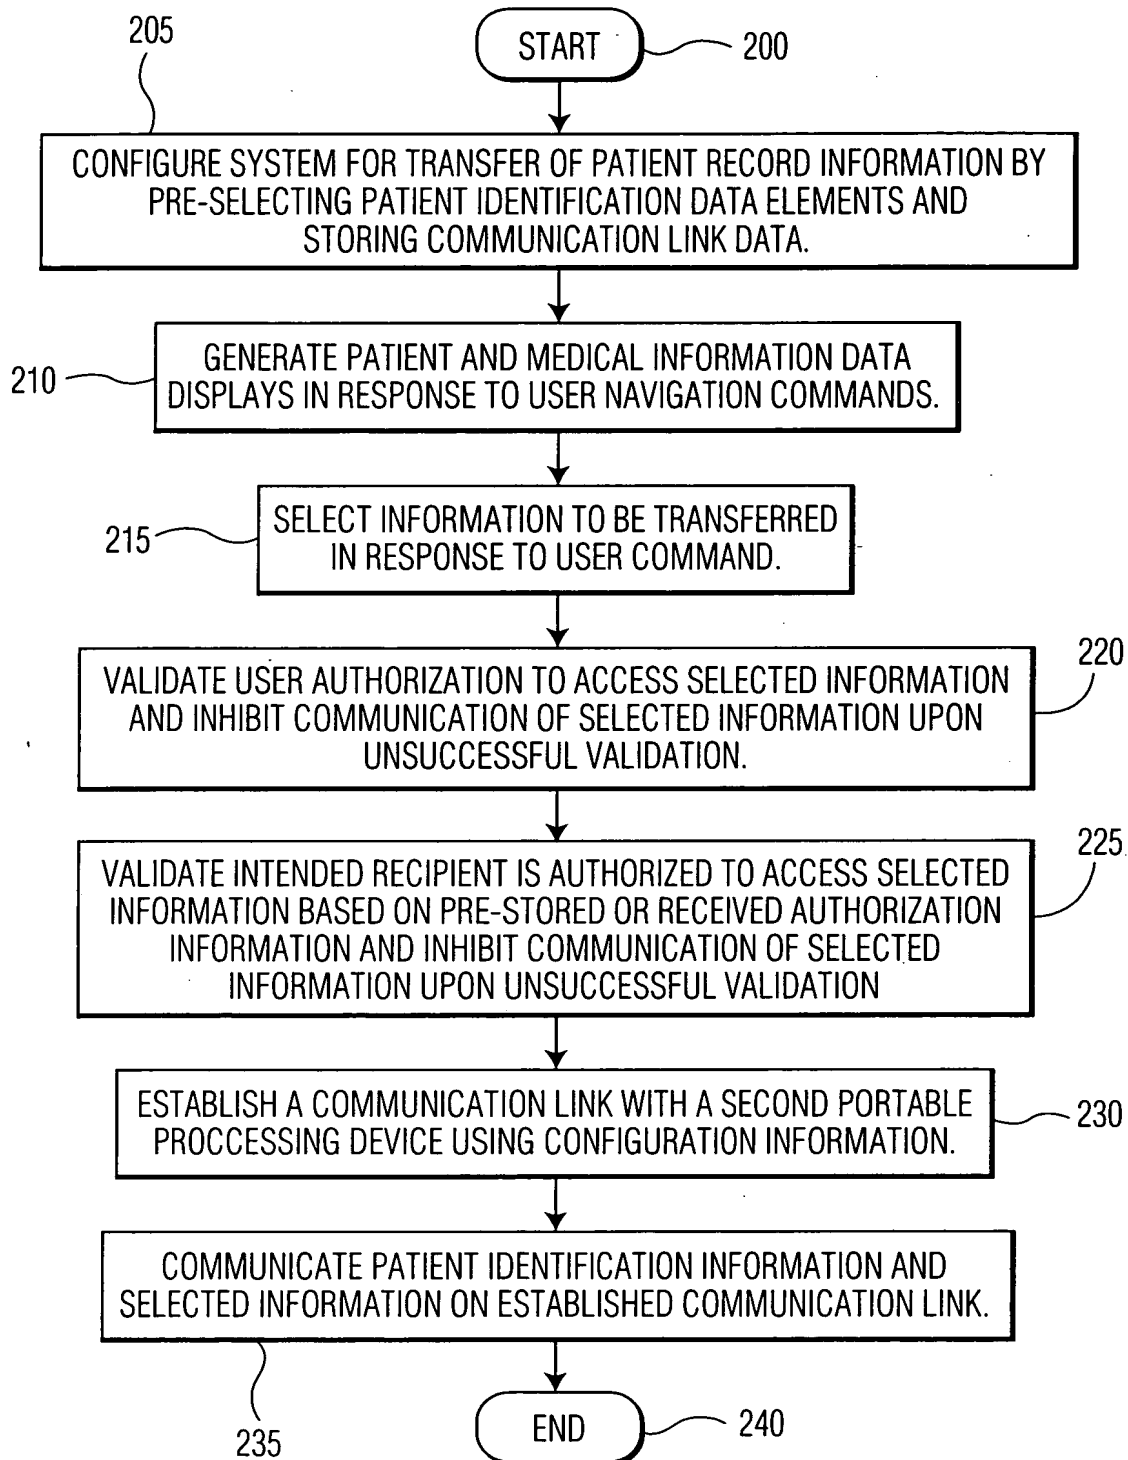 205
START
200
CONFIGURE SYSTEM FOR TRANSFER OF PATIENT RECORD INFORMATION BY
PRE-SELECTING PATIENT IDENTIFICATION DATA ELEMENTS AND
STORING COMMUNICATION LINK DATA.
210
GENERATE PATIENT AND MEDICAL INFORMATION DATA
DISPLAYS IN RESPONSE TO USER NAVIGATION COMMANDS.
215
SELECT INFORMATION TO BE TRANSFERRED
IN RESPONSE TO USER COMMAND.
220
VALIDATE USER AUTHORIZATION TO ACCESS SELECTED INFORMATION
AND INHIBIT COMMUNICATION OF SELECTED INFORMATION UPON
UNSUCCESSFUL VALIDATION.
225
VALIDATE INTENDED RECIPIENT IS AUTHORIZED TO ACCESS SELECTED
INFORMATION BASED ON PRE-STORED OR RECEIVED AUTHORIZATION
INFORMATION AND INHIBIT COMMUNICATION OF SELECTED
INFORMATION UPON UNSUCCESSFUL VALIDATION
ESTABLISH A COMMUNICATION LINK WITH A SECOND PORTABLE
PROCCESSING DEVICE USING CONFIGURATION INFORMATION.
230
COMMUNICATE PATIENT IDENTIFICATION INFORMATION AND
SELECTED INFORMATION ON ESTABLISHED COMMUNICATION LINK.
235
END
240